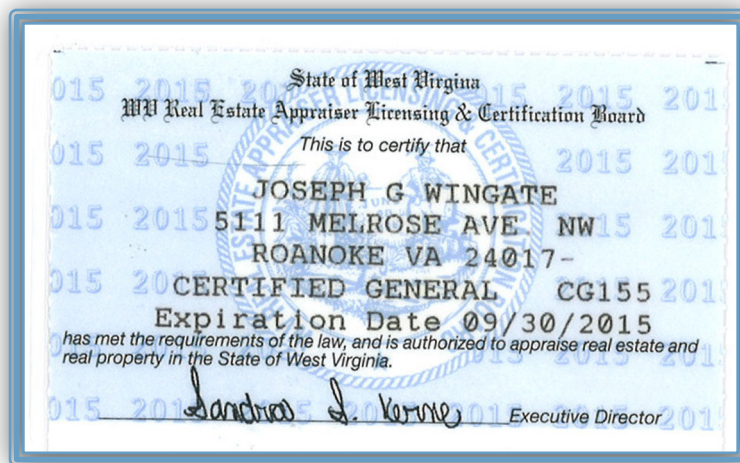 State of West Virginia
WV Real Estate Appraiser Licensing & Certification Board
This is to certify that
JOSEPH G WINGATE
5111 MELROSE AVE. NW
ROANOKE VA 24017-
CERTIFIED GENERAL CG155
Expiration Date 09/30/2015
has met the requirements of the law, and is authorized to appraise real estate and
real property in the State of West Virginia.
Executive Director